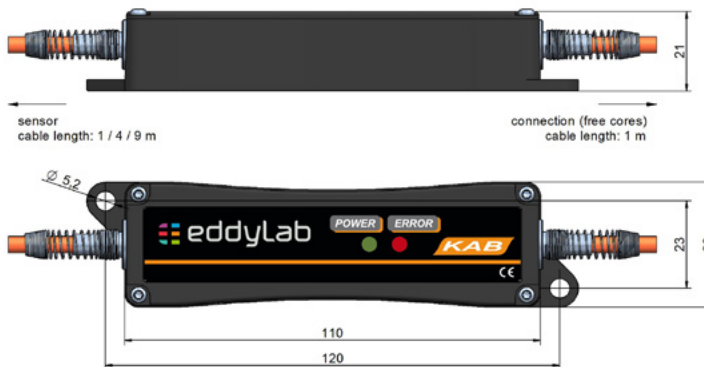 21
sensor
cable length: 1 / 4 / 9 m
connection (free cores)
cable length: 1 m
Ø 5,2
POWER ERROR
eddyLab
KAB
CE
23
110
120